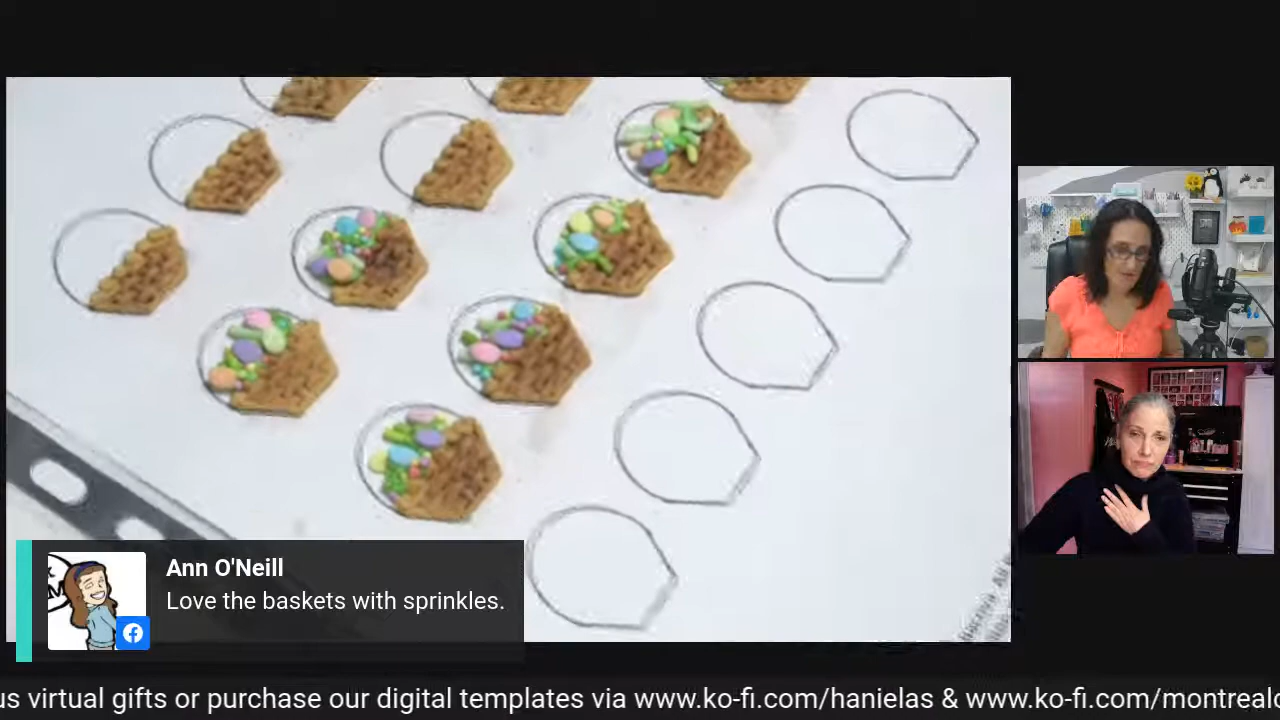 Ann O'Neill
Love the baskets with sprinkles.
us virtual gifts or purchase our digital templates via www.ko-fi.com/hanielas & www.ko-fi.com/montrealc